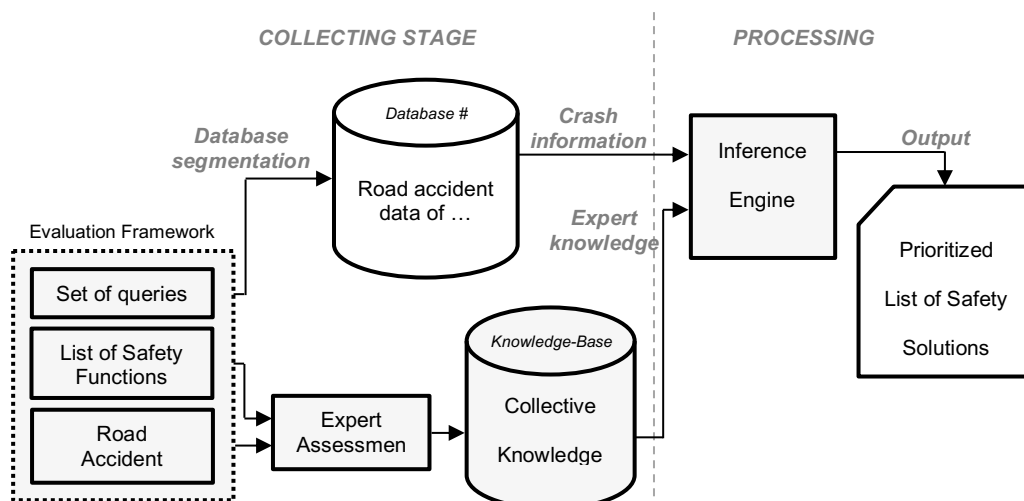 COLLECTING STAGE
PROCESSING
Database #
Road accident
data of …
Database
segmentation
Crash
information
Inference
Engine
Output
Expert
knowledge
Prioritized
List of Safety
Solutions
Evaluation Framework
Set of queries
List of Safety
Functions
Road
Accident
Expert
Assessmen
Knowledge-Base
Collective
Knowledge